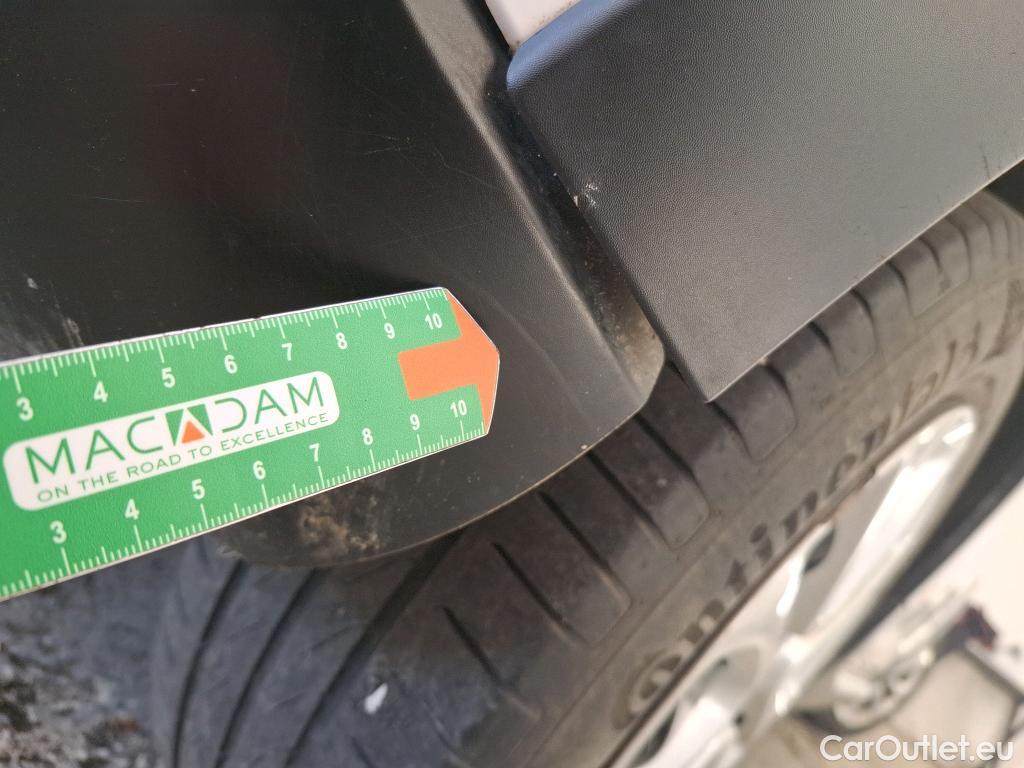 3 4 5 6 7 8 9 10
MACADAM
ON THE ROAD TO EXCELLENCE
3 4 5 6 7 8 9 10
Continental
CarOutlet.eu